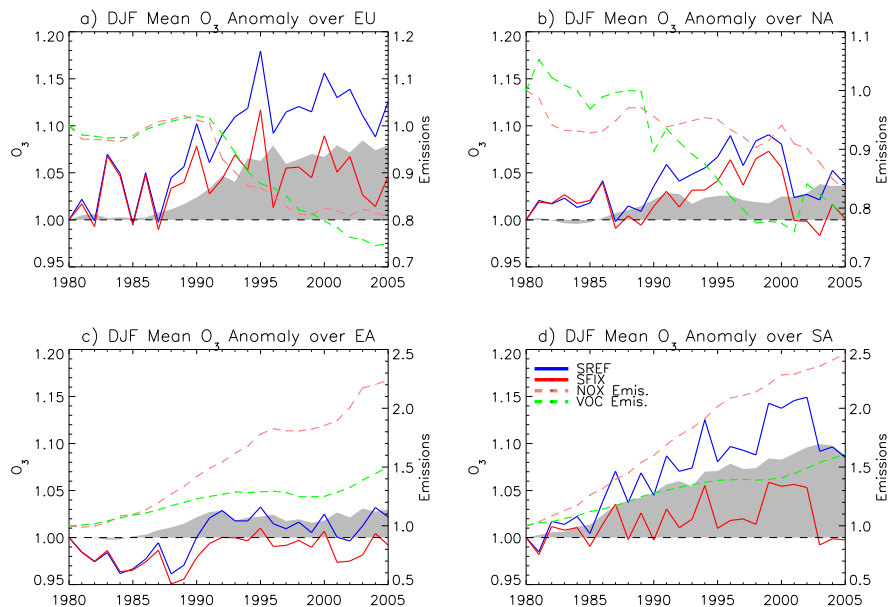 a) DJF Mean O3 Anomaly over EU
b) DJF Mean O3 Anomaly over NA
1.20
1.15
1.10
1.05
1.00
0.95
O3
1.2
1.1
1.0
0.9
0.8
0.7
Emissions
1980 1985 1990 1995 2000 2005
1.20
1.15
1.10
1.05
1.00
0.95
O3
1.1
1.0
0.9
0.8
0.7
Emissions
1980 1985 1990 1995 2000 2005
c) DJF Mean O3 Anomaly over EA
d) DJF Mean O3 Anomaly over SA
1.20
1.15
1.10
1.05
1.00
0.95
O3
2.5
2.0
1.5
1.0
0.5
Emissions
1980 1985 1990 1995 2000 2005
1.20
1.15
1.10
1.05
1.00
0.95
O3
SREF
SFIX
NOX Emis.
VOC Emis.
2.5
2.0
1.5
1.0
0.5
Emissions
1980 1985 1990 1995 2000 2005